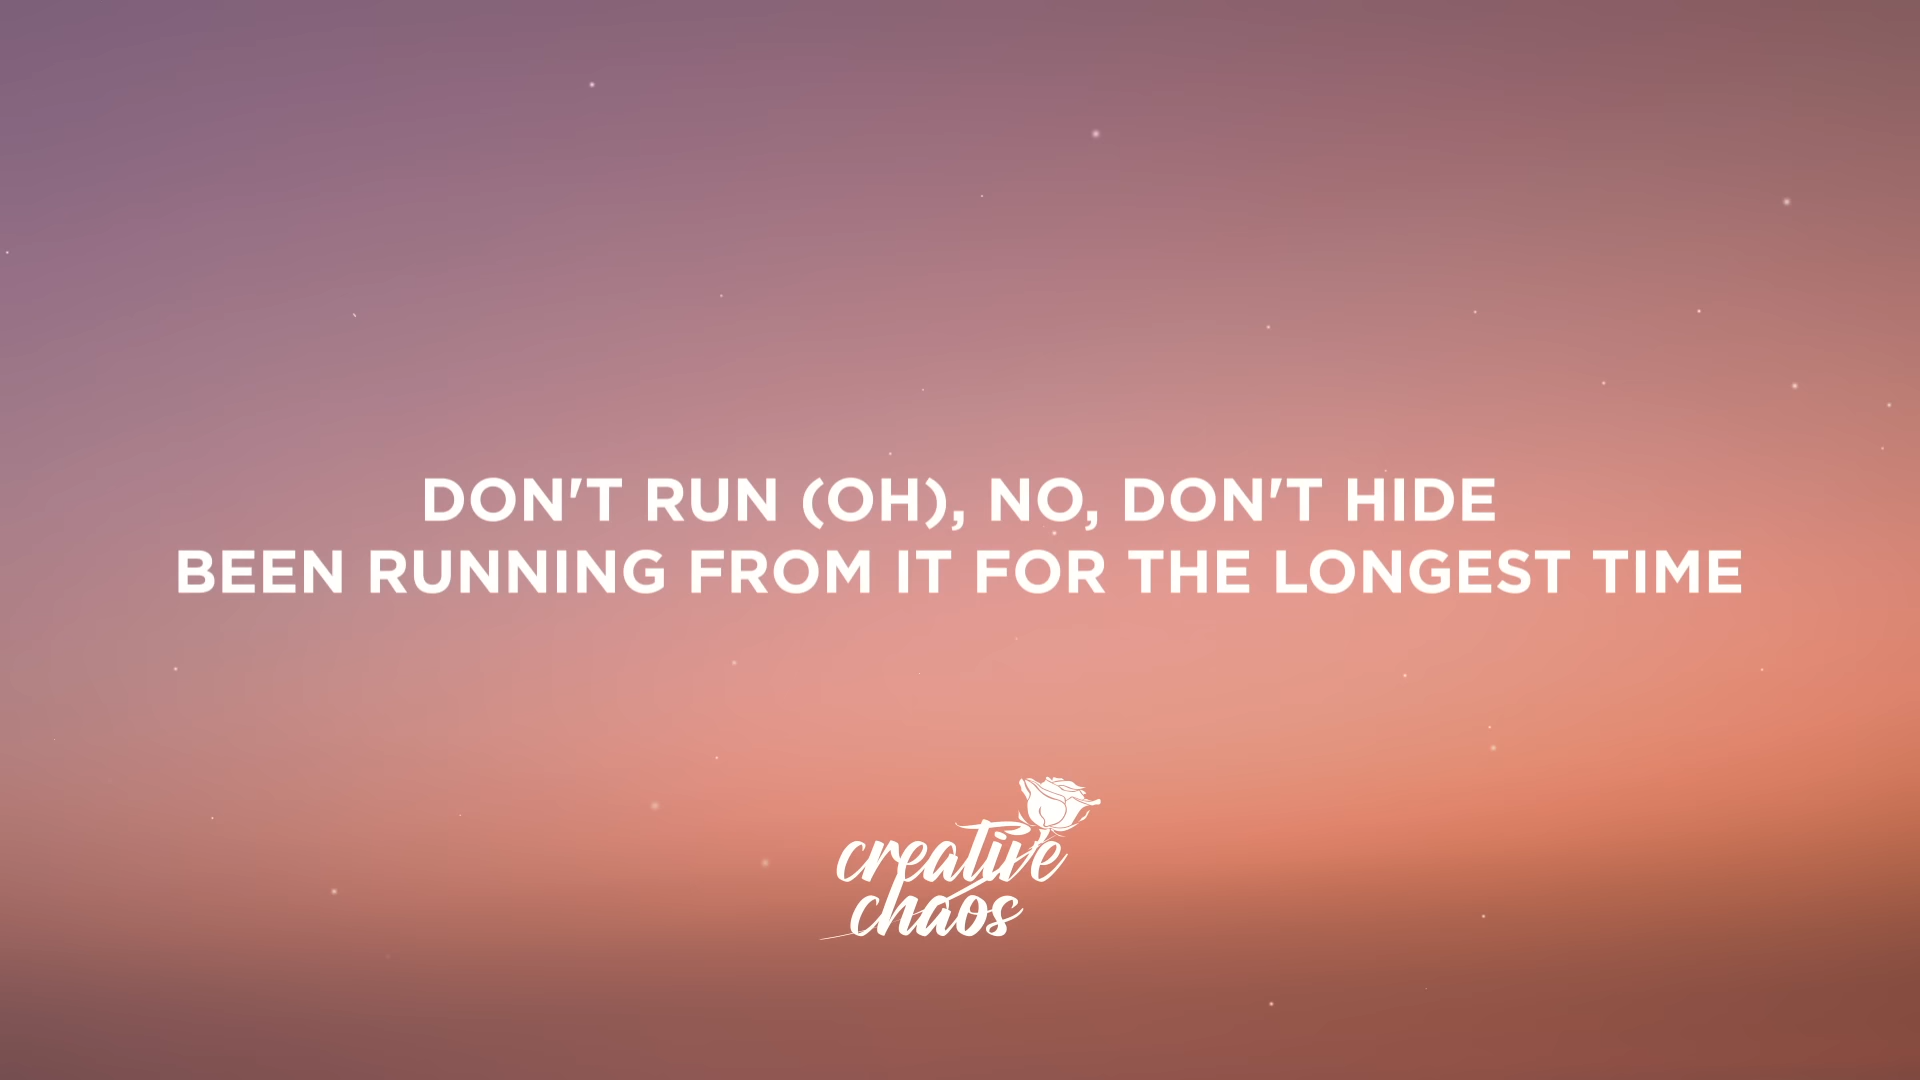 DON'T RUN (OH), NO, DON'T HIDE
BEEN RUNNING FROM IT FOR THE LONGEST TIME
creative
chaos